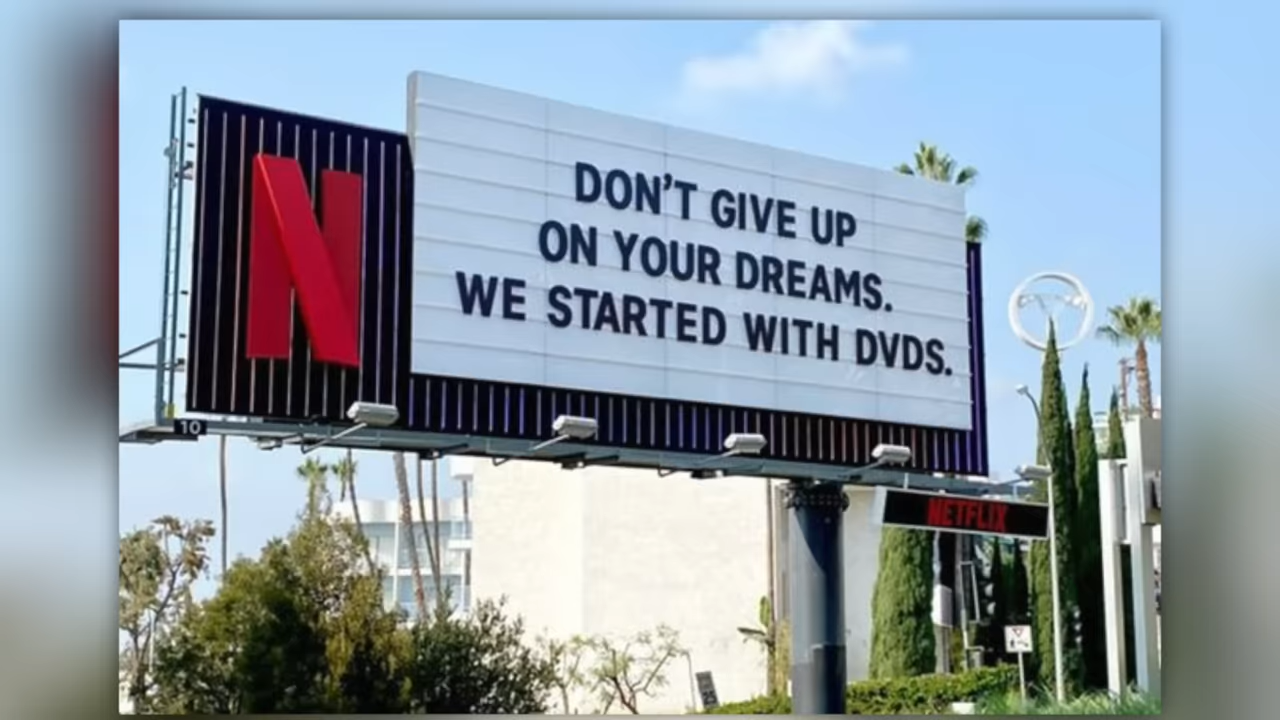 N
DON'T GIVE UP
ON YOUR DREAMS.
WE STARTED WITH DVDS.
10
NETFLIX